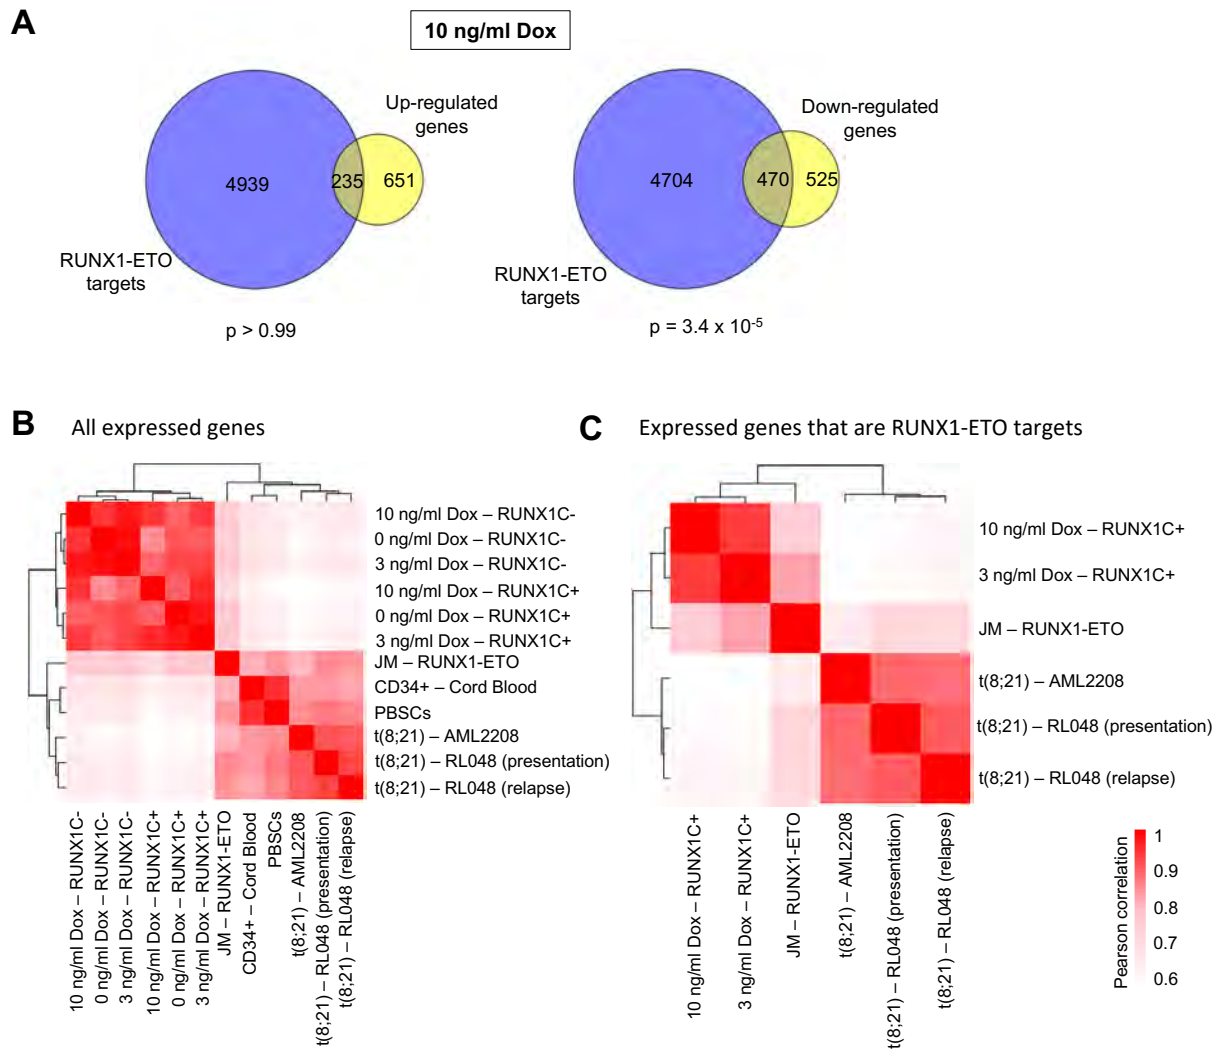 A
10 ng/ml Dox
Up-regulated
genes
4939
235
651
RUNX1-ETO
targets
p > 0.99
Down-regulated
genes
4704
470
525
RUNX1-ETO
targets
p = 3.4 x 10-5
B
All expressed genes
10 ng/ml Dox – RUNX1C-
0 ng/ml Dox – RUNX1C-
3 ng/ml Dox – RUNX1C-
10 ng/ml Dox – RUNX1C+
0 ng/ml Dox – RUNX1C+
3 ng/ml Dox – RUNX1C+
JM – RUNX1-ETO
CD34+ – Cord Blood
PBSCs
t(8;21) – AML2208
t(8;21) – RL048 (presentation)
t(8;21) – RL048 (relapse)
10 ng/ml Dox – RUNX1C-
0 ng/ml Dox – RUNX1C-
3 ng/ml Dox – RUNX1C-
10 ng/ml Dox – RUNX1C+
0 ng/ml Dox – RUNX1C+
3 ng/ml Dox – RUNX1C+
JM – RUNX1-ETO
CD34+ – Cord Blood
PBSCs
t(8;21) – AML2208
t(8;21) – RL048 (presentation)
t(8;21) – RL048 (relapse)
C
Expressed genes that are RUNX1-ETO targets
10 ng/ml Dox – RUNX1C+
3 ng/ml Dox – RUNX1C+
JM – RUNX1-ETO
t(8;21) – AML2208
t(8;21) – RL048 (presentation)
t(8;21) – RL048 (relapse)
10 ng/ml Dox – RUNX1C+
3 ng/ml Dox – RUNX1C+
JM – RUNX1-ETO
t(8;21) – AML2208
t(8;21) – RL048 (presentation)
t(8;21) – RL048 (relapse)
Pearson correlation
1
0.9
0.8
0.7
0.6